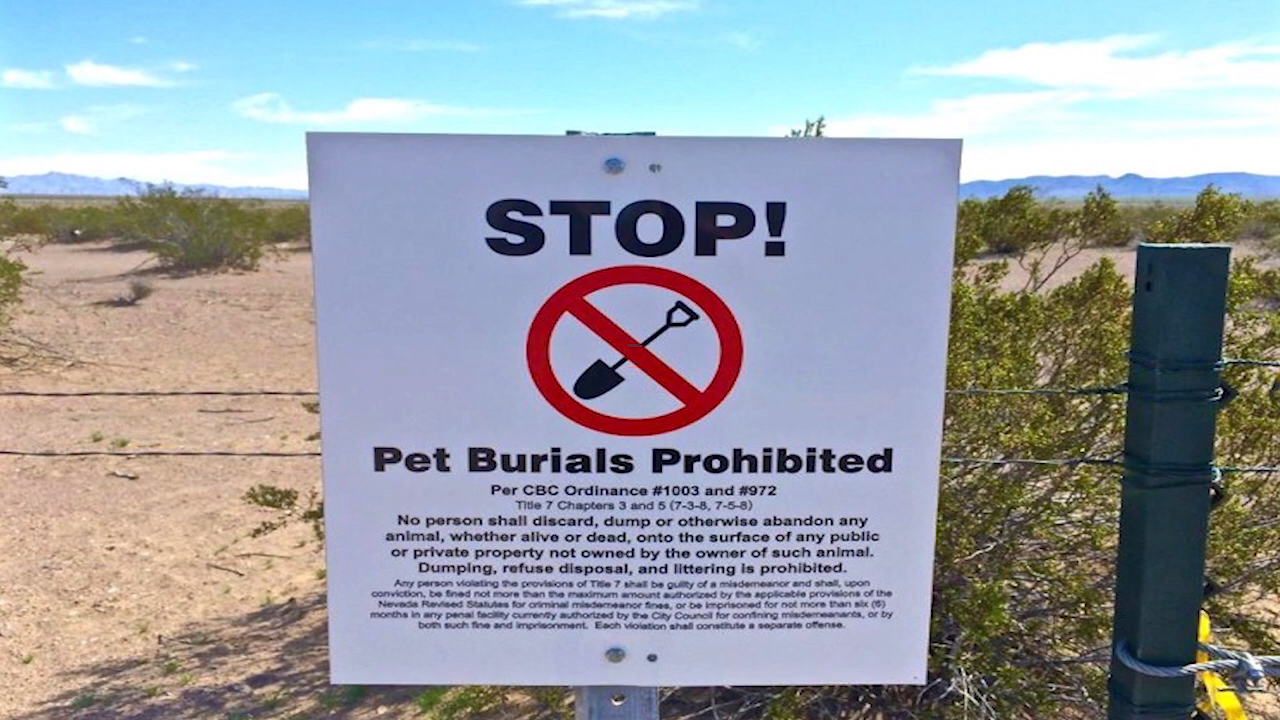 STOP!
Pet Burials Prohibited
Per CBC Ordinance #1003 and #972
Title 7 Chapters 3 and 5 (7-3-8, 7-5-8)
No person shall discard, dump or otherwise abandon any
animal, whether alive or dead, onto the surface of any public
or private property not owned by the owner of such animal.
Dumping, refuse disposal, and littering is prohibited.
Any person violating the provisions of Title 7 shall be guilty of a misdemeanor and shall, upon
conviction, be fined not more than the maximum amount authorized by the applicable provisions of the
Nevada Revised Statutes for criminal misdemeanor fines, or be imprisoned for not more than six (6)
months in any penal facility currently authorized by the City Council for confining misdemeanants, or by
both such fine and imprisonment. Each violation shall constitute a separate offense.